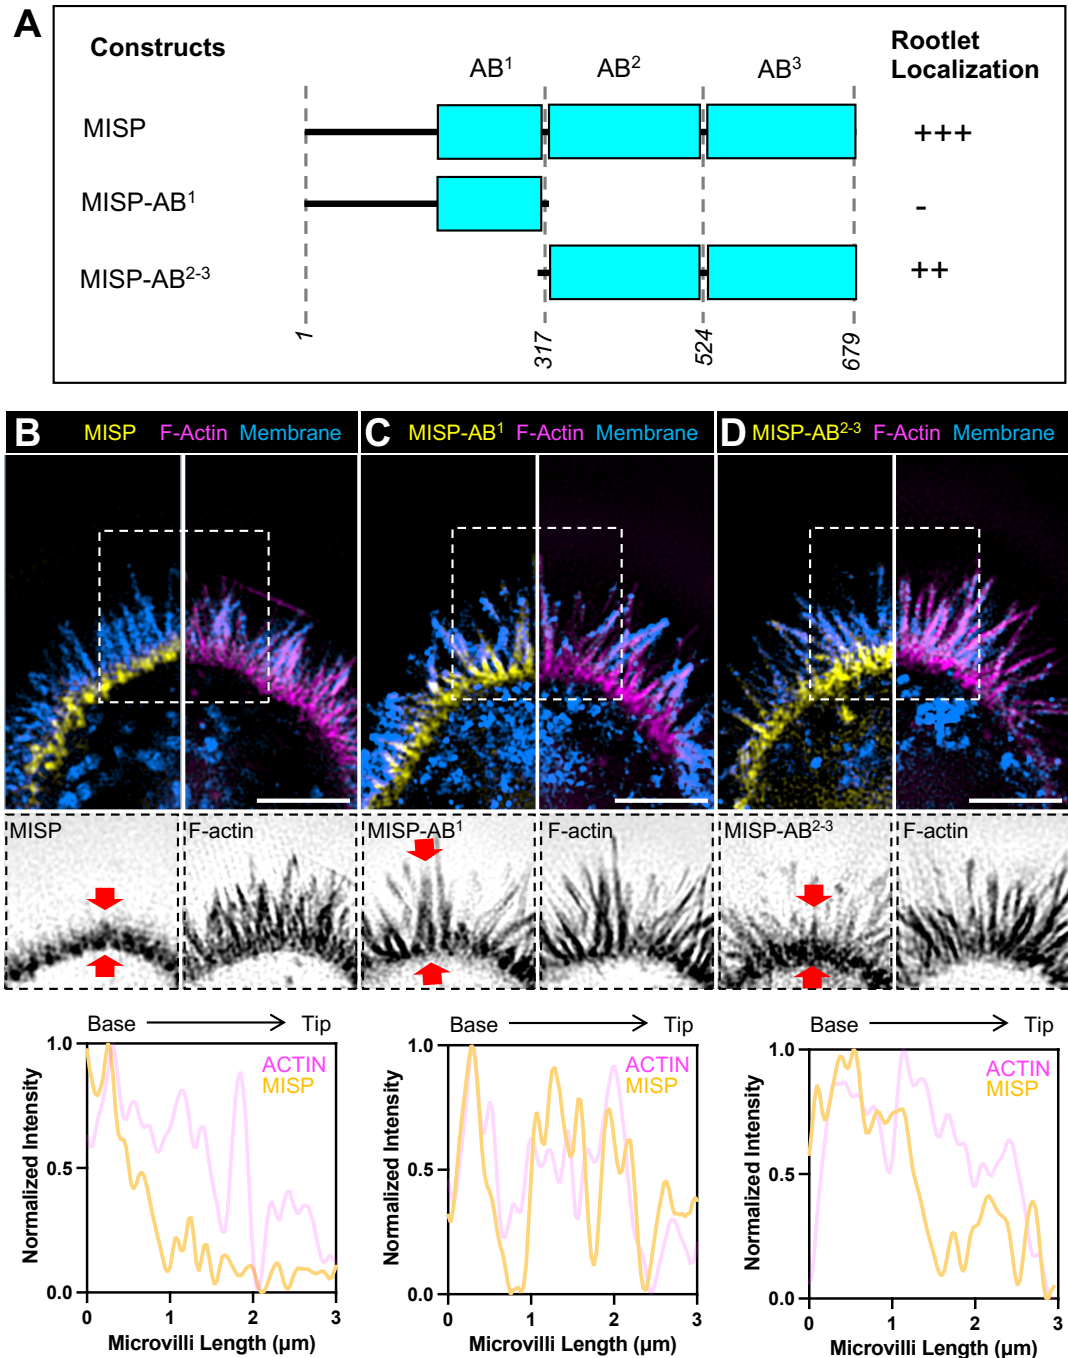 A
Constructs
AB¹ AB² AB³
Rootlet
Localization
MISP +++
MISP-AB¹ -
MISP-AB²⁻³ ++
1 317 524 679
B MISP F-Actin Membrane
C MISP-AB¹ F-Actin Membrane
D MISP-AB²⁻³ F-Actin Membrane
MISP F-actin
MISP-AB¹ F-actin
MISP-AB²⁻³ F-actin
Base Tip
ACTIN
MISP
Normalized Intensity
1.0
0.5
0.0
0 1 2 3
Microvilli Length (µm)
Base Tip
ACTIN
MISP
Normalized Intensity
1.0
0.5
0.0
0 1 2 3
Microvilli Length (µm)
Base Tip
ACTIN
MISP
Normalized Intensity
1.0
0.5
0.0
0 1 2 3
Microvilli Length (µm)